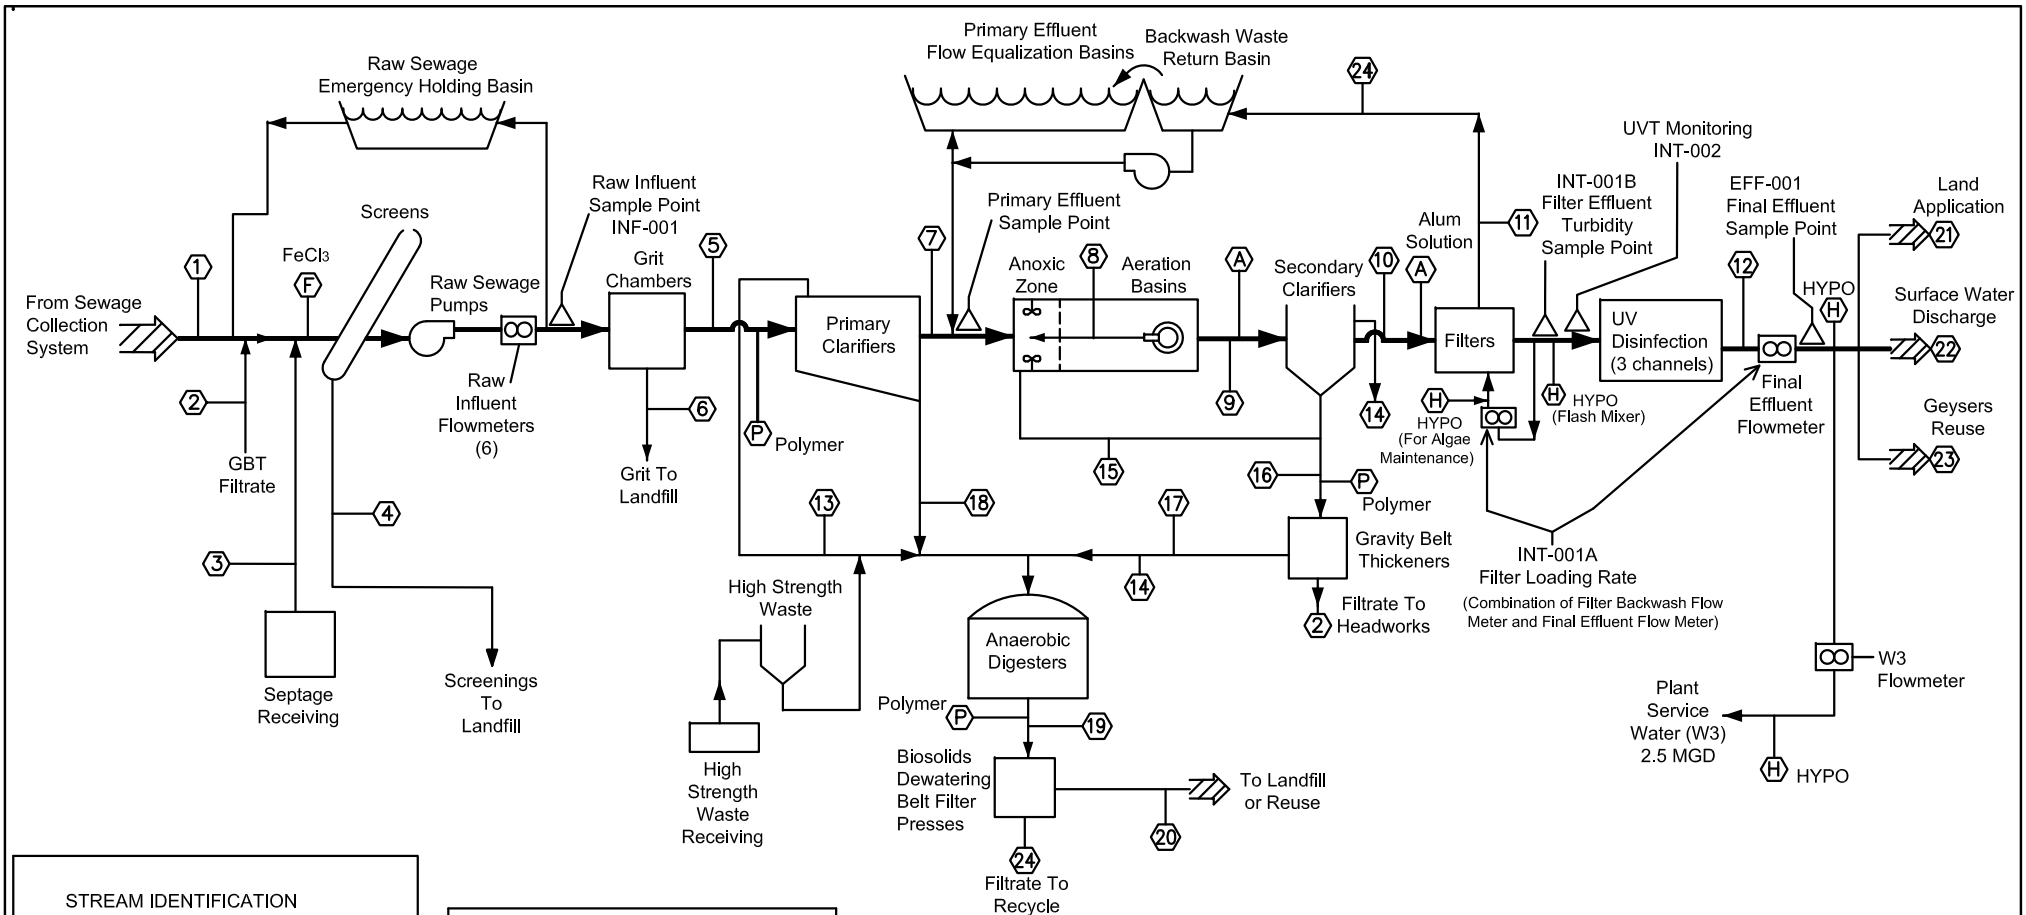 Primary Effluent
Flow Equalization Basins
Backwash Waste
Return Basin
Raw Sewage
Emergency Holding Basin
24
UVT Monitoring
INT-002
Raw Influent
Sample Point
INF-001
Screens
FeCl3
F
1
From Sewage
Collection
System
Raw Sewage
Pumps
Grit
Chambers
5
7
Primary Effluent
Sample Point
Anoxic
Zone
8
Aeration
Basins
A
Secondary
Clarifiers
10
Alum
Solution
A
11
INT-001B
Filter Effluent
Turbidity
Sample Point
EFF-001
Final Effluent
Sample Point
12
HYPO
H
Land
Application
21
Surface Water
Discharge
22
Geysers
Reuse
23
Primary
Clarifiers
Filters
UV
Disinfection
(3 channels)
Final
Effluent
Flowmeter
2
GBT
Filtrate
Raw
Influent
Flowmeters
(6)
6
Grit To
Landfill
P
Polymer
9
14
H
HYPO
(For Algae
Maintenance)
H
HYPO
(Flash Mixer)
15
16
P
Polymer
4
3
13
18
17
14
Gravity Belt
Thickeners
INT-001A
Filter Loading Rate
(Combination of Filter Backwash Flow
Meter and Final Effluent Flow Meter)
Filtrate To
2
Headworks
High Strength
Waste
Anaerobic
Digesters
Septage
Receiving
Screenings
To
Landfill
W3
Flowmeter
Plant
Service
Water (W3)
2.5 MGD
H
HYPO
Polymer
P
19
High
Strength
Waste
Receiving
Biosolids
Dewatering
Belt Filter
Presses
To Landfill
or Reuse
20
24
Filtrate To
Recycle
STREAM IDENTIFICATION